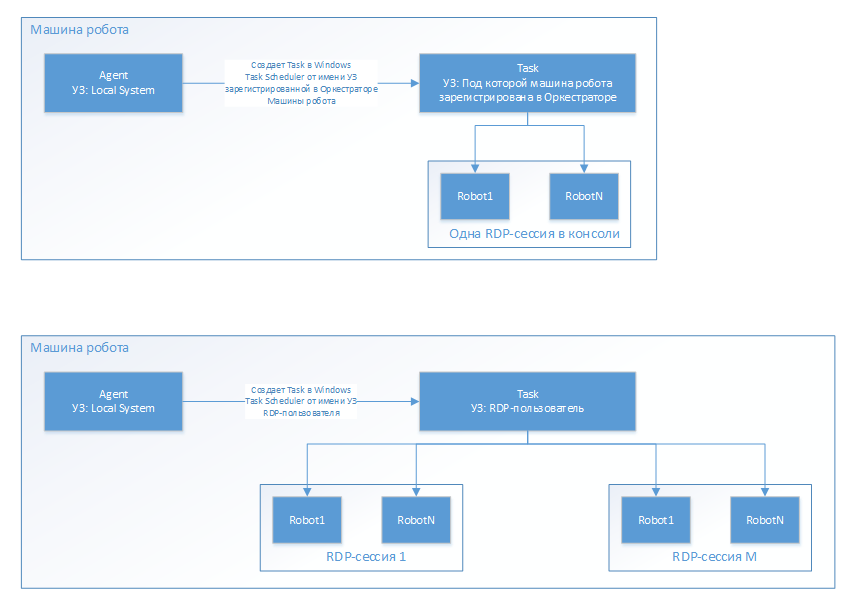 Машина робота
Agent
УЗ: Local System
Создает Task в Windows
Task Scheduler от имени УЗ
зарегистрированной в Оркестраторе
Машины робота
Task
УЗ: Под которой машина робота
зарегистрирована в Оркестраторе
Robot1
RobotN
Одна RDP-сессия в консоли
Машина робота
Agent
УЗ: Local System
Создает Task в Windows
Task Scheduler от имени УЗ
RDP-пользователя
Task
УЗ: RDP-пользователь
Robot1
RobotN
RDP-сессия 1
Robot1
RobotN
RDP-сессия M